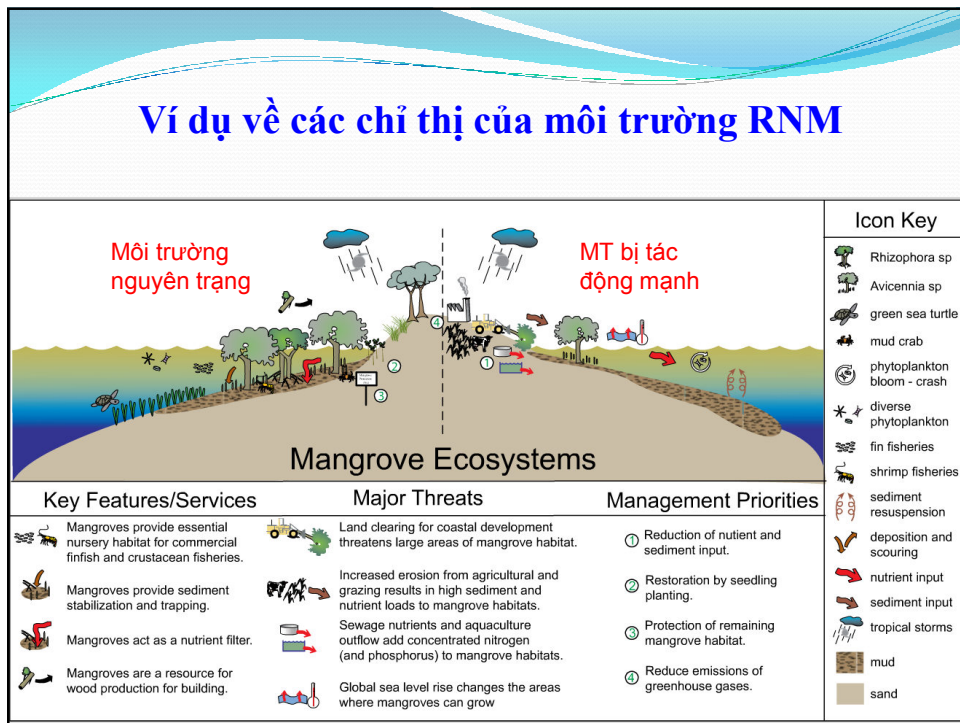 Ví dụ về các chỉ thị của môi trường RNM
Môi trường
nguyên trạng
MT bị tác
động mạnh
4
1
2
3
Mangrove Ecosystems
Key Features/Services
Mangroves provide essential
nursery habitat for commercial
finfish and crustacean fisheries.
Mangroves provide sediment
stabilization and trapping.
Mangroves act as a nutrient filter.
Mangroves are a resource for
wood production for building.
Major Threats
Land clearing for coastal development
threatens large areas of mangrove habitat.
Increased erosion from agricultural and
grazing results in high sediment and
nutrient loads to mangrove habitats.
Sewage nutrients and aquaculture
outflow add concentrated nitrogen
(and phosphorus) to mangrove habitats.
Global sea level rise changes the areas
where mangroves can grow
Management Priorities
1 Reduction of nutient and
sediment input.
2 Restoration by seedling
planting.
3 Protection of remaining
mangrove habitat.
4 Reduce emissions of
greenhouse gases.
Icon Key
Rhizophora sp
Avicennia sp
green sea turtle
mud crab
phytoplankton
bloom - crash
diverse
phytoplankton
fin fisheries
shrimp fisheries
sediment
resuspension
deposition and
scouring
nutrient input
sediment input
tropical storms
mud
sand